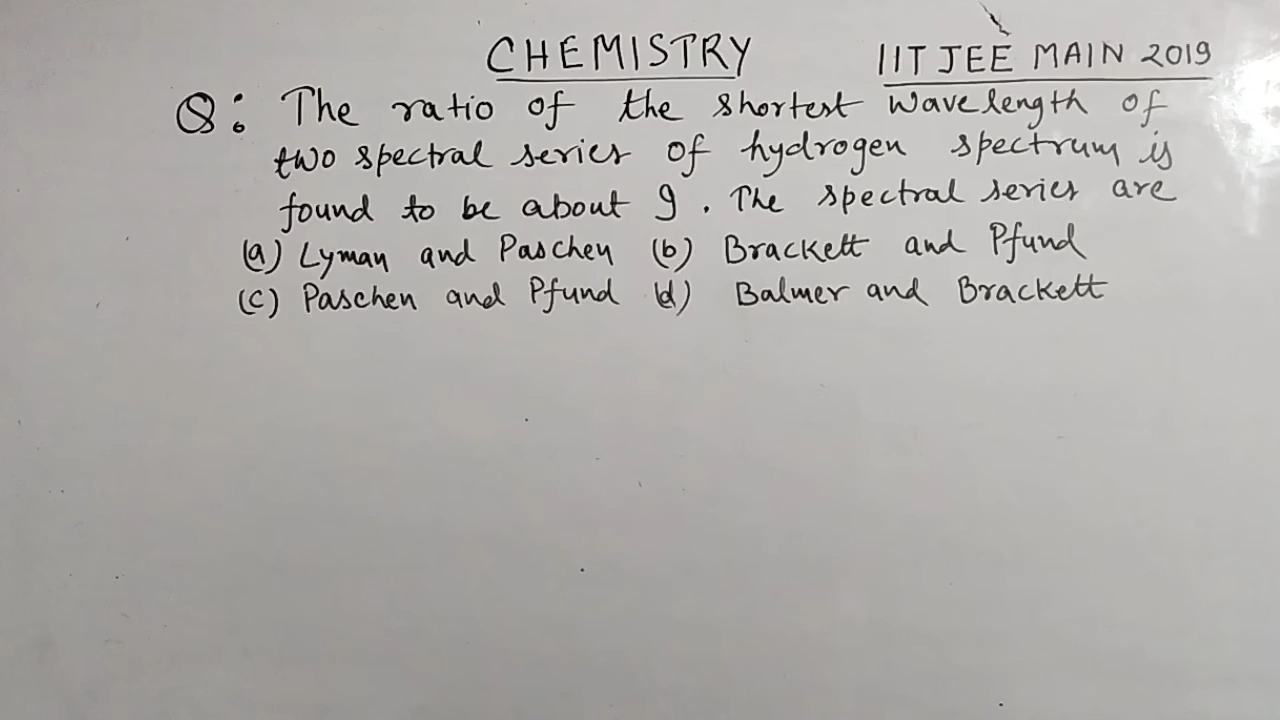 CHEMISTRY IIT JEE MAIN 2019
Q: The ratio of the shortest wavelength of
two spectral series of hydrogen spectrum is
found to be about 9. The spectral series are
(a) Lyman and Paschen (b) Brackett and Pfund
(c) Paschen and Pfund (d) Balmer and Brackett